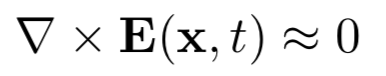 ∇ × E(x, t) ≈ 0